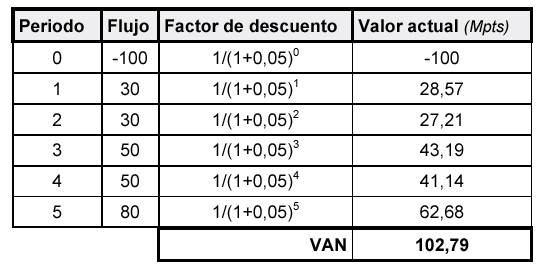 Periodo Flujo Factor de descuento Valor actual (Mpts)
0 -100 1/(1+0,05)⁰ -100
1 30 1/(1+0,05)¹ 28,57
2 30 1/(1+0,05)² 27,21
3 50 1/(1+0,05)³ 43,19
4 50 1/(1+0,05)⁴ 41,14
5 80 1/(1+0,05)⁵ 62,68
VAN 102,79